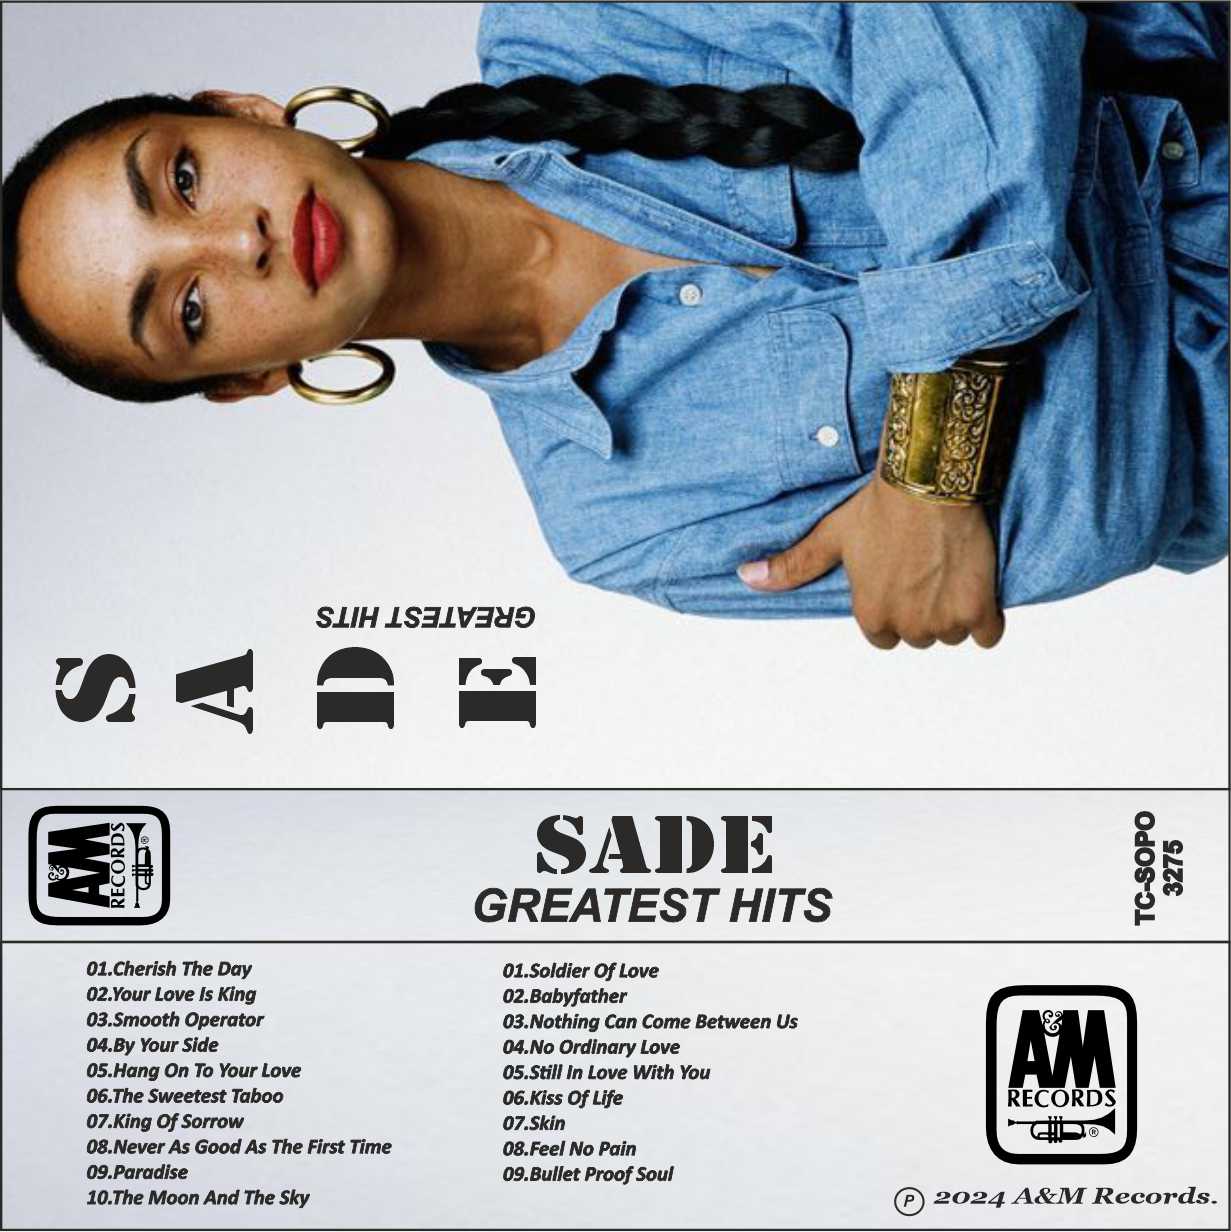 GREATEST HITS
SADE
A&M
RECORDS
®
SADE
GREATEST HITS
TC-SOPO
3275
01.Cherish The Day
02.Your Love Is King
03.Smooth Operator
04.By Your Side
05.Hang On To Your Love
06.The Sweetest Taboo
07.King Of Sorrow
08.Never As Good As The First Time
09.Paradise
10.The Moon And The Sky
01.Soldier Of Love
02.Babyfather
03.Nothing Can Come Between Us
04.No Ordinary Love
05.Still In Love With You
06.Kiss Of Life
07.Skin
08.Feel No Pain
09.Bullet Proof Soul
A&M
RECORDS
®
℗ 2024 A&M Records.